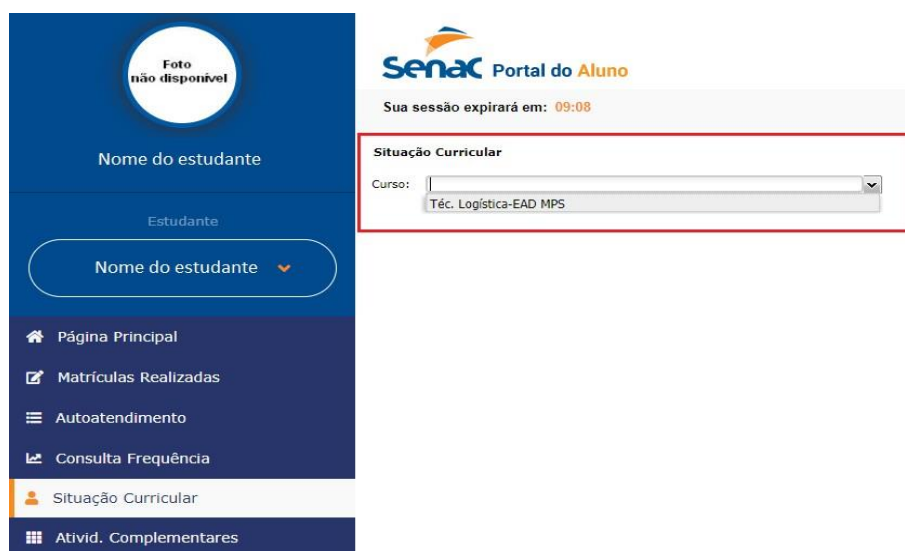 Foto
não disponível
Nome do estudante
Estudante
Nome do estudante
Página Principal
Matrículas Realizadas
Autoatendimento
Consulta Frequência
Situação Curricular
Ativid. Complementares
Senac Portal do Aluno
Sua sessão expirará em: 09:08
Situação Curricular
Curso:
Téc. Logística-EAD MPS